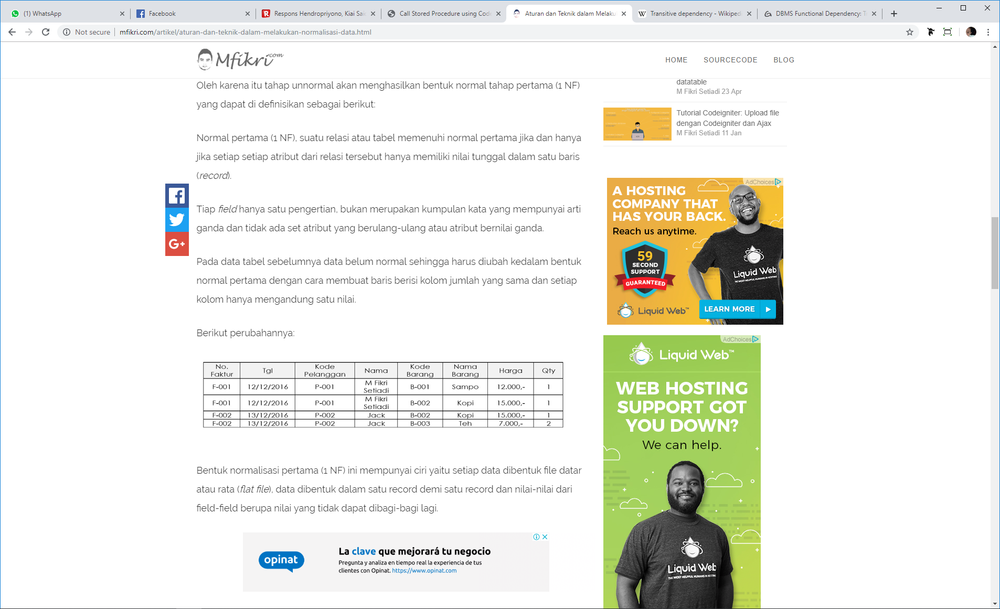 (1) WhatsApp
Facebook
Respons Hendropriyono, Kiai Said
Call Stored Procedure using Code
Aturan dan Teknik dalam Melaku
Transitive dependency - Wikiped
DBMS Functional Dependency: T
Not secure
mfikri.com/artikel/aturan-dan-teknik-dalam-melakukan-normalisasi-data.html
Mfikri.com
HOME SOURCECODE BLOG
Oleh karena itu tahap unnormal akan menghasilkan bentuk normal tahap pertama (1 NF)
yang dapat di definisikan sebagai berikut:
Normal pertama (1 NF), suatu relasi atau tabel memenuhi normal pertama jika dan hanya
jika setiap setiap atribut dari relasi tersebut hanya memiliki nilai tunggal dalam satu baris
(record).
Tiap field hanya satu pengertian, bukan merupakan kumpulan kata yang mempunyai arti
ganda dan tidak ada set atribut yang berulang-ulang atau atribut bernilai ganda.
Pada data tabel sebelumnya data belum normal sehingga harus diubah kedalam bentuk
normal pertama dengan cara membuat baris berisi kolom jumlah yang sama dan setiap
kolom hanya mengandung satu nilai.
Berikut perubahannya:
No. Faktur Tgl Kode Pelanggan Nama Kode Barang Nama Barang Harga Qty
F-001 12/12/2016 P-001 M Fikri Setiadi B-001 Sampo 12.000,- 1
F-001 12/12/2016 P-001 M Fikri Setiadi B-002 Kopi 15.000,- 1
F-002 13/12/2016 P-002 Jack B-002 Kopi 15.000,- 1
F-002 13/12/2016 P-002 Jack B-003 Teh 7.000,- 2
Bentuk normalisasi pertama (1 NF) ini mempunyai ciri yaitu setiap data dibentuk file datar
atau rata (flat file), data dibentuk dalam satu record demi satu record dan nilai-nilai dari
field-field berupa nilai yang tidak dapat dibagi-bagi lagi.
opinat
La clave que mejorará tu negocio
Pregunta y analiza en tiempo real la experiencia de tus
clientes con Opinat. https://www.opinat.com
datatable
M Fikri Setiadi 23 Apr
Tutorial Codeigniter: Upload file
dengan Codeigniter dan Ajax
M Fikri Setiadi 11 Jan
AdChoices
A HOSTING
COMPANY THAT
HAS YOUR BACK.
Reach us anytime.
59
SECOND
SUPPORT
GUARANTEED
Liquid Web
THE MOST HELPFUL HUMANS IN HOSTING
Liquid Web™
LEARN MORE
AdChoices
Liquid Web™
WEB HOSTING
SUPPORT GOT
YOU DOWN?
We can help.
Liquid Web
THE MOST HELPFUL HUMANS IN HOSTING